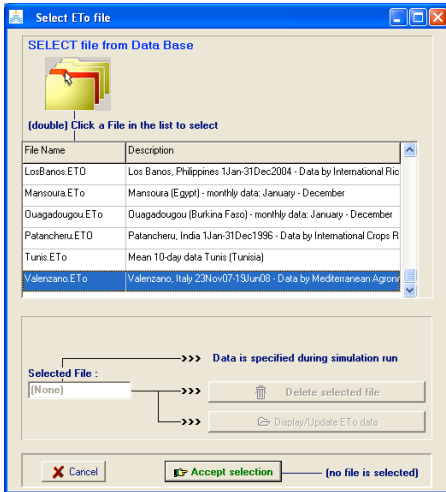 Select ETo file
SELECT file from Data Base
(double) Click a File in the list to select
File Name Description
LosBanos.ETO Los Banos, Philippines 1Jan-31Dec2004 - Data by International Ric
Mansoura.ETo Mansoura (Egypt) - monthly data: January - December
Ouagadougou.ETo Ouagadougou (Burkina Faso) - monthly data: January - December
Patancheru.ETO Patancheru, India 1Jan-31Dec1996 - Data by International Crops R
Tunis.ETo Mean 10-day data Tunis (Tunisia)
Valenzano.ETo Valenzano, Italy 23Nov07-19Jun08 - Data by Mediterranean Agrono
>>> Data is specified during simulation run
Selected File :
(None) >>> Delete selected file
>>> Display/Update ETo data
Cancel Accept selection (no file is selected)